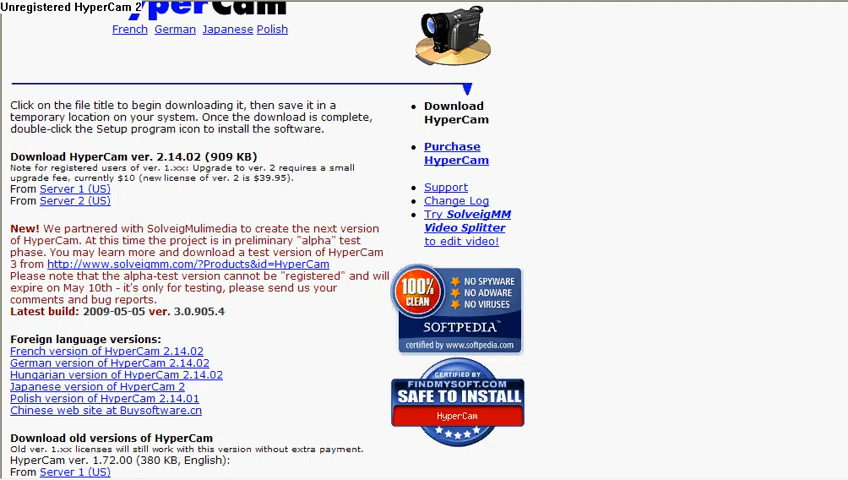 Unregistered HyperCam 2
HyperCam
French German Japanese Polish
Click on the file title to begin downloading it, then save it in a
temporary location on your system. Once the download is complete,
double-click the Setup program icon to install the software.
Download HyperCam ver. 2.14.02 (909 KB)
Note for registered users of ver. 1.xx: Upgrade to ver. 2 requires a small
upgrade fee, currently $10 (new license of ver. 2 is $39.95).
From Server 1 (US)
From Server 2 (US)
New! We partnered with SolveigMulimedia to create the next version
of HyperCam. At this time the project is in preliminary "alpha" test
phase. You may learn more and download a test version of HyperCam
3 from http://www.solveigmm.com/?Products&id=HyperCam
Please note that the alpha-test version cannot be "registered" and will
expire on May 10th - it's only for testing, please send us your
comments and bug reports.
Latest build: 2009-05-05 ver. 3.0.905.4
Foreign language versions:
French version of HyperCam 2.14.02
German version of HyperCam 2.14.02
Hungarian version of HyperCam 2.14.02
Japanese version of HyperCam 2
Polish version of HyperCam 2.14.01
Chinese web site at Buysoftware.cn
Download old versions of HyperCam
Old ver. 1.xx licenses will still work with this version without extra payment.
HyperCam ver. 1.72.00 (380 KB, English):
From Server 1 (US)
Download
HyperCam
Purchase
HyperCam
Support
Change Log
Try SolveigMM
Video Splitter
to edit video!
100%
CLEAN
NO SPYWARE
NO ADWARE
NO VIRUSES
SOFTPEDIA™
certified by www.softpedia.com
CERTIFIED BY
FINDMYSOFT.COM
SAFE TO INSTALL
HyperCam